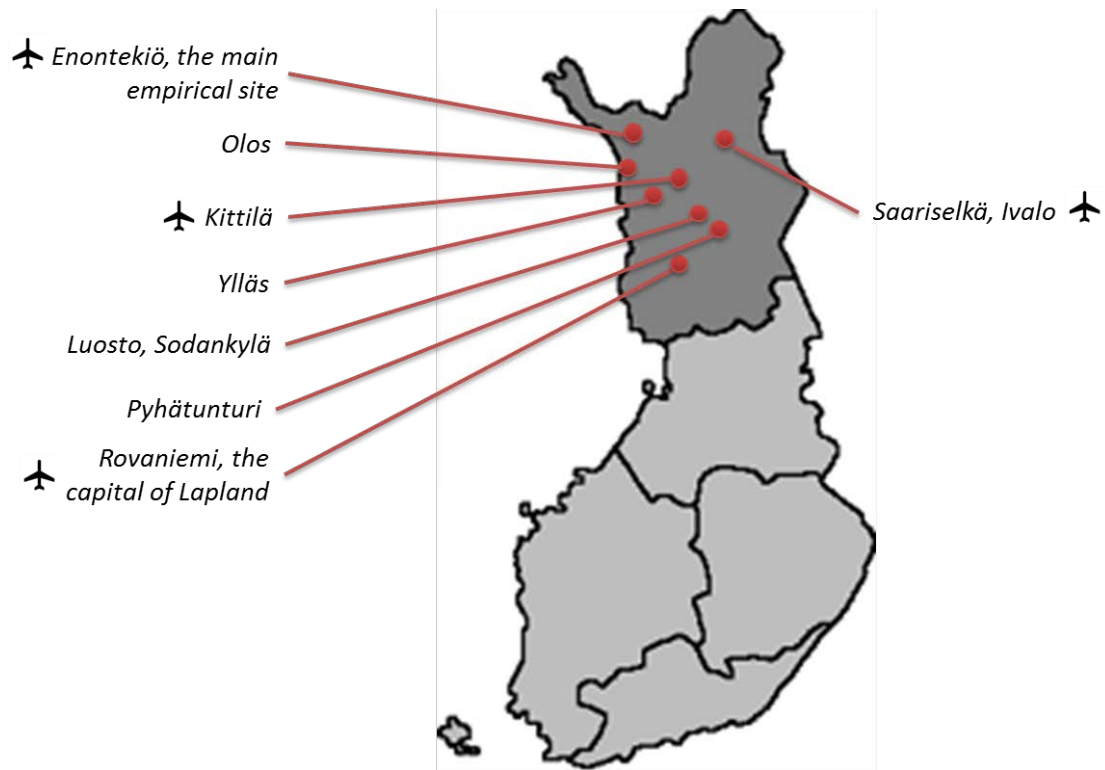 Enontekiö, the main
empirical site
Olos
Kittilä
Saariselkä, Ivalo
Ylläs
Luosto, Sodankylä
Pyhätunturi
Rovaniemi, the
capital of Lapland